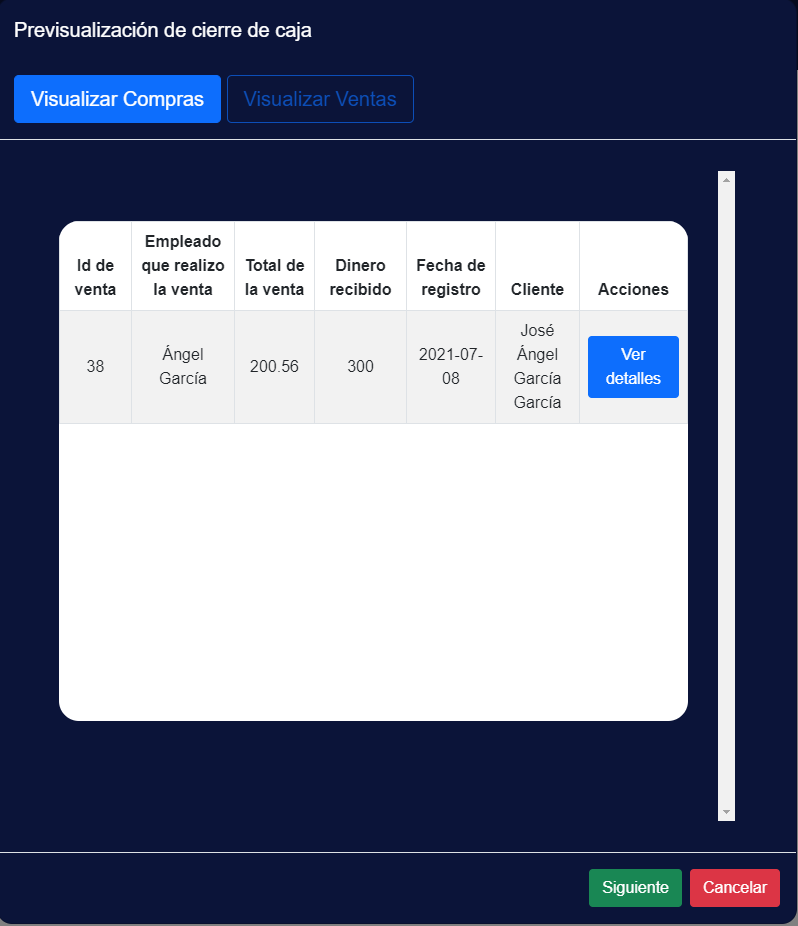 Previsualización de cierre de caja
Visualizar Compras Visualizar Ventas
Id de venta Empleado que realizo la venta Total de la venta Dinero recibido Fecha de registro Cliente Acciones
38 Ángel García 200.56 300 2021-07-08 José Ángel García García Ver detalles
Siguiente Cancelar